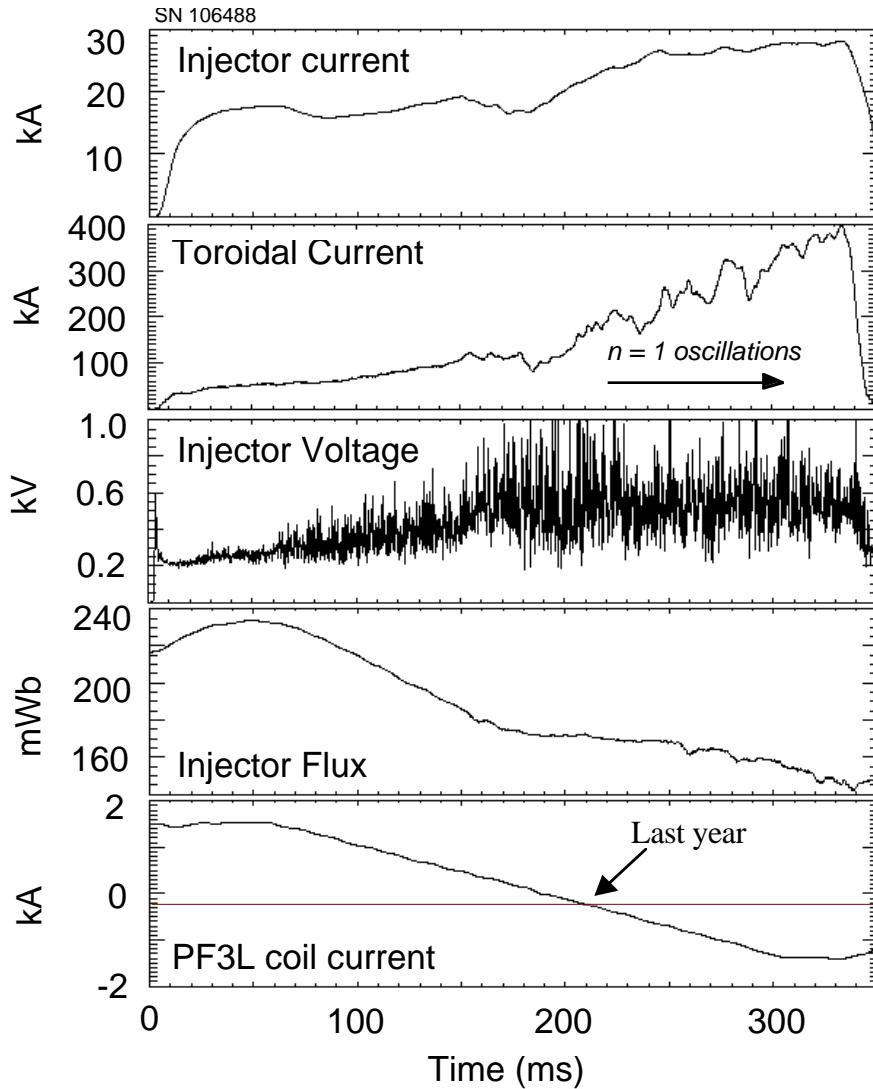 SN 106488
30
Injector current
20
kA
10
400
Toroidal Current
300
kA
200
n = 1 oscillations
100
1.0
Injector Voltage
kV
0.6
0.2
240
200
mWb
160
Injector Flux
2
Last year
0
kA
PF3L coil current
-2
0 100 200 300
Time (ms)